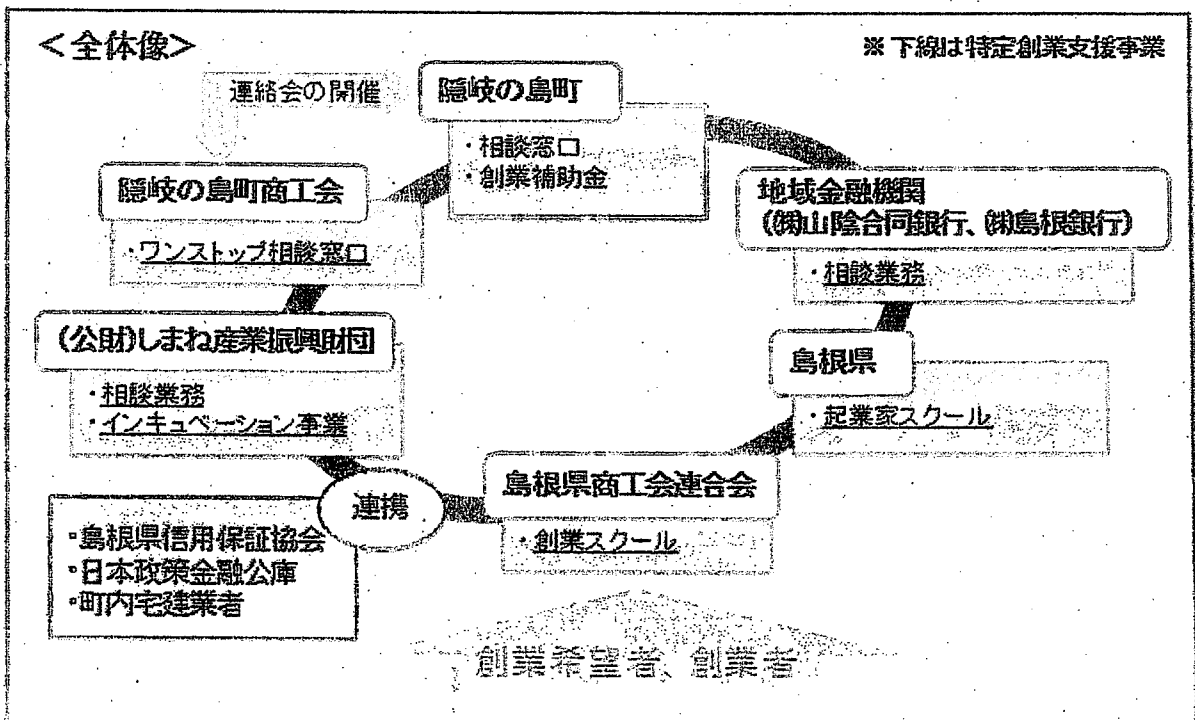 <全体像>
※ 下線は特定創業支援事業
連絡会の開催
隠岐の島町
・相談窓口
・創業補助金
隠岐の島町商工会
・ワンストップ相談窓口
地域金融機関
(㈱山陰合同銀行、㈱島根銀行)
・相談業務
(公財)しまね産業振興財団
・相談業務
・インキュベーション事業
島根県
・起業家スクール
島根県商工会連合会
・創業スクール
連携
・島根県信用保証協会
・日本政策金融公庫
・町内宅建業者
創業希望者、創業者